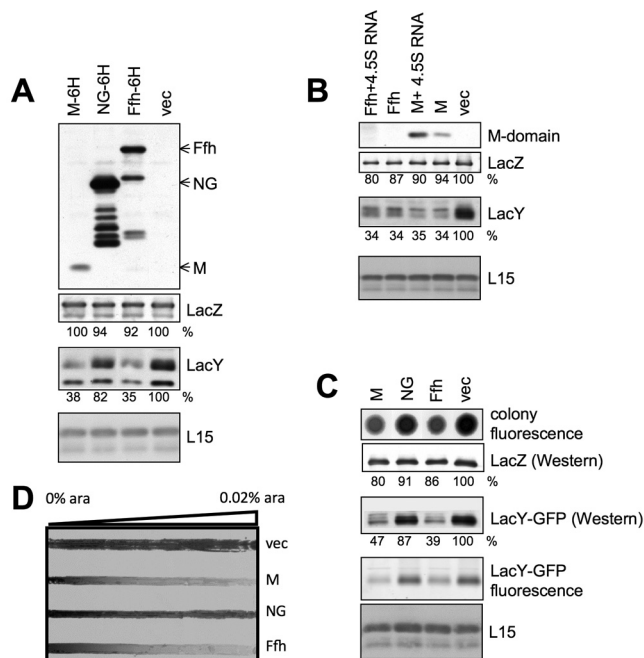 A
M-6H
NG-6H
Ffh-6H
vec
Ffh
NG
M
LacZ
100 94 92 100 %
LacY
38 82 35 100 %
L15
B
Ffh+4.5S RNA
Ffh
M+ 4.5S RNA
M
vec
M-domain
LacZ
80 87 90 94 100 %
LacY
34 34 35 34 100 %
L15
C
M
NG
Ffh
vec
colony
fluorescence
LacZ (Western)
80 91 86 100 %
LacY-GFP (Western)
47 87 39 100 %
LacY-GFP
fluorescence
L15
D
0% ara 0.02% ara
vec
M
NG
Ffh